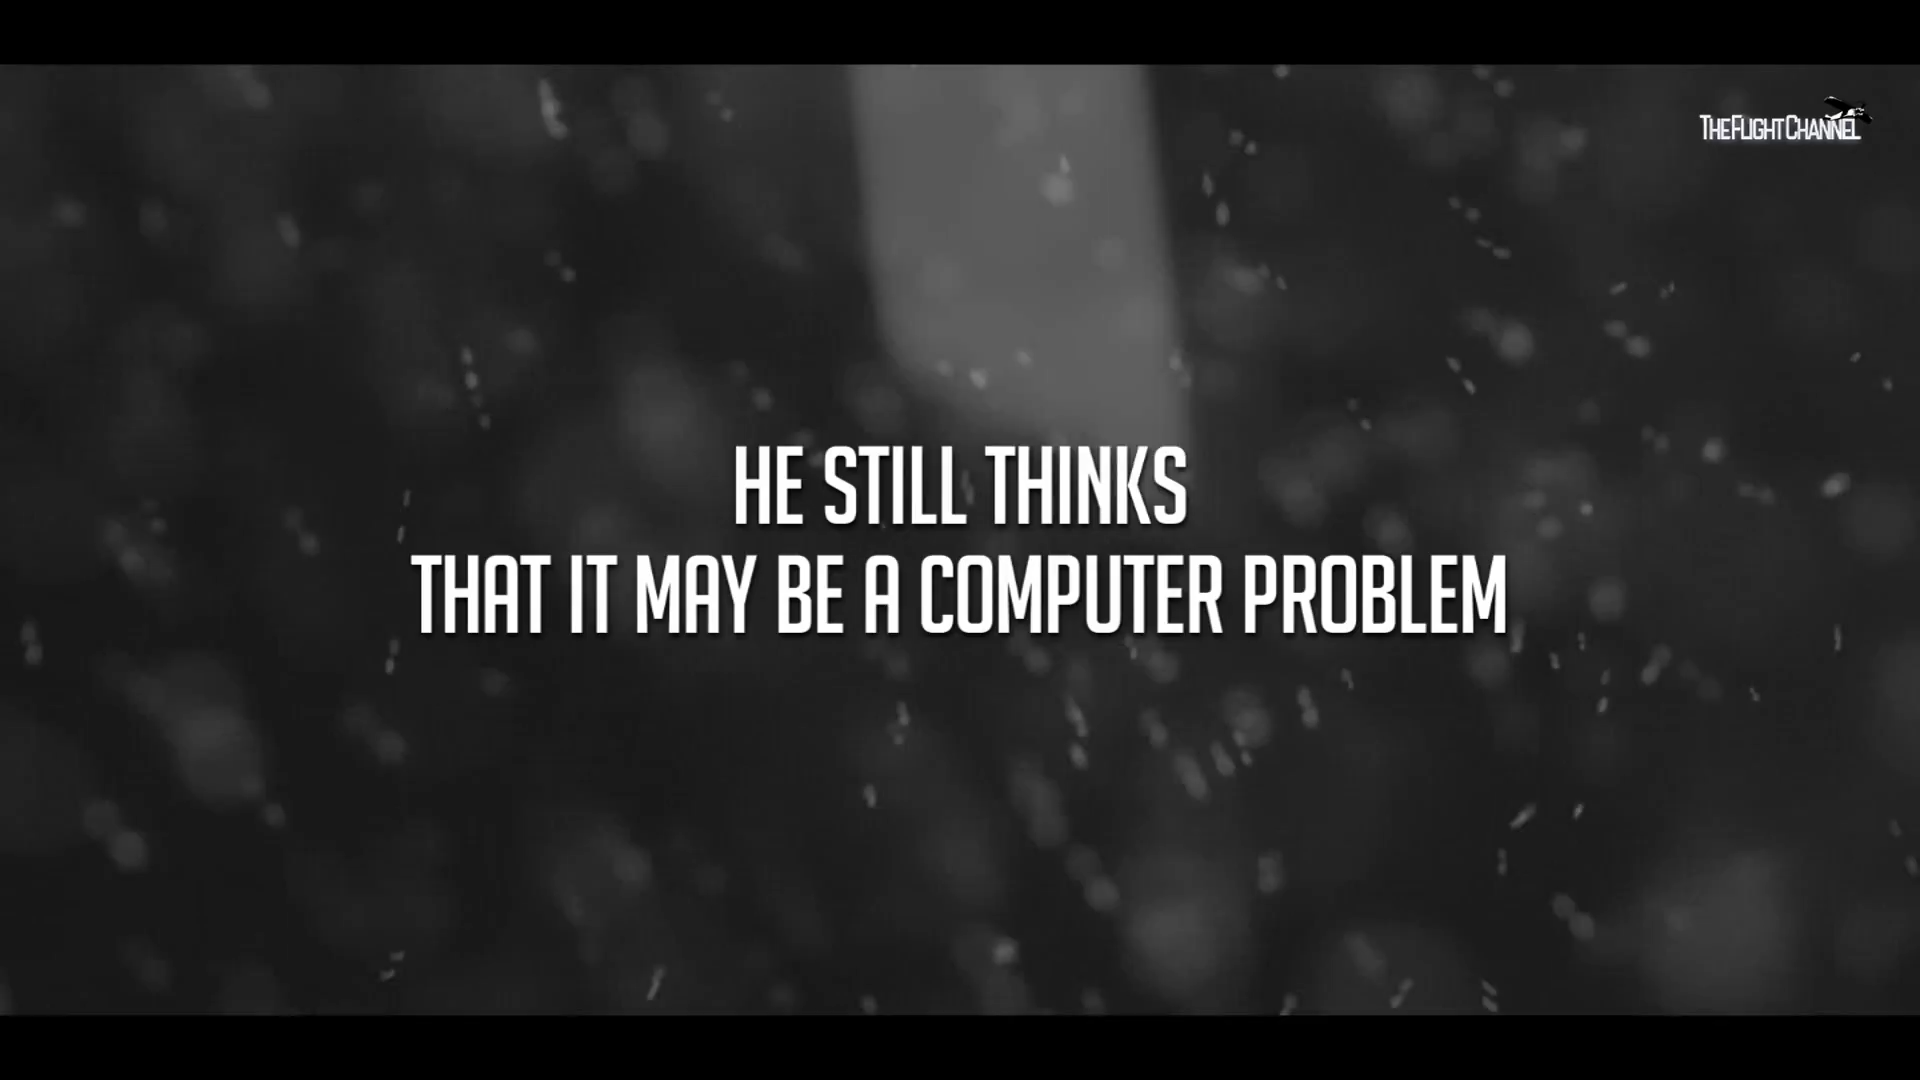 THEFLIGHTCHANNEL
HE STILL THINKS
THAT IT MAY BE A COMPUTER PROBLEM